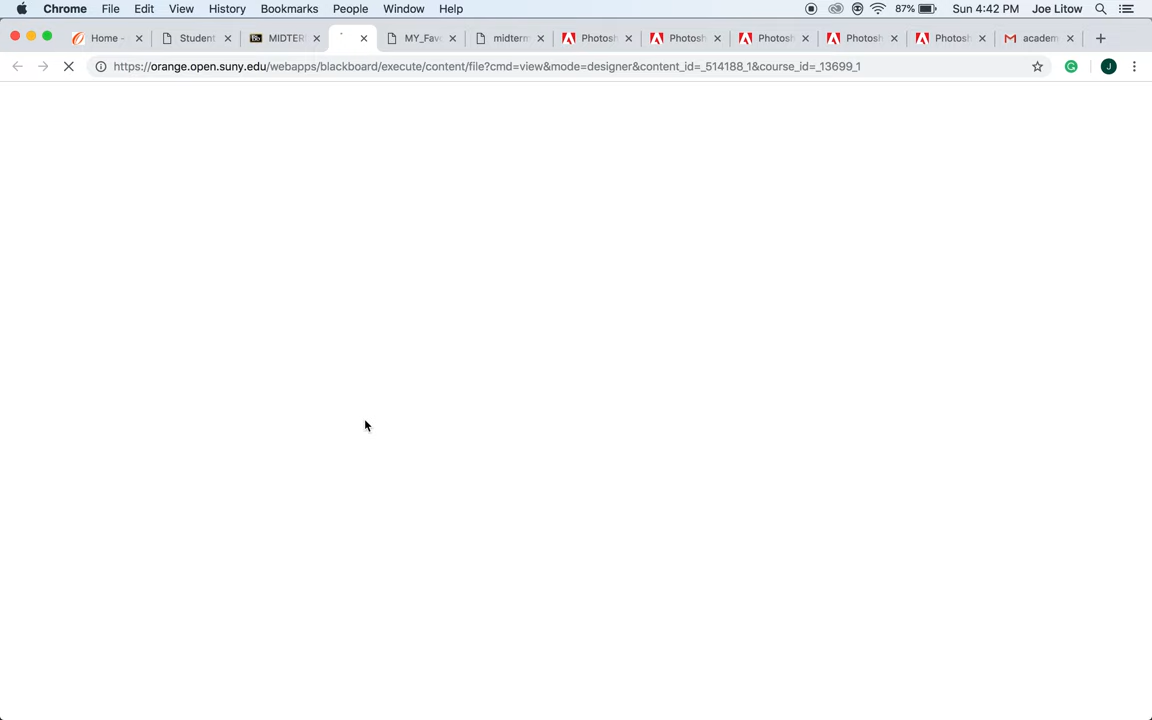 Chrome File Edit View History Bookmarks People Window Help 87% Sun 4:42 PM Joe Litow
Home - Student MIDTER MY_Favo midterm Photosh Photosh Photosh Photosh Photosh academ
https://orange.open.suny.edu/webapps/blackboard/execute/content/file?cmd=view&mode=designer&content_id=_514188_1&course_id=_13699_1 J